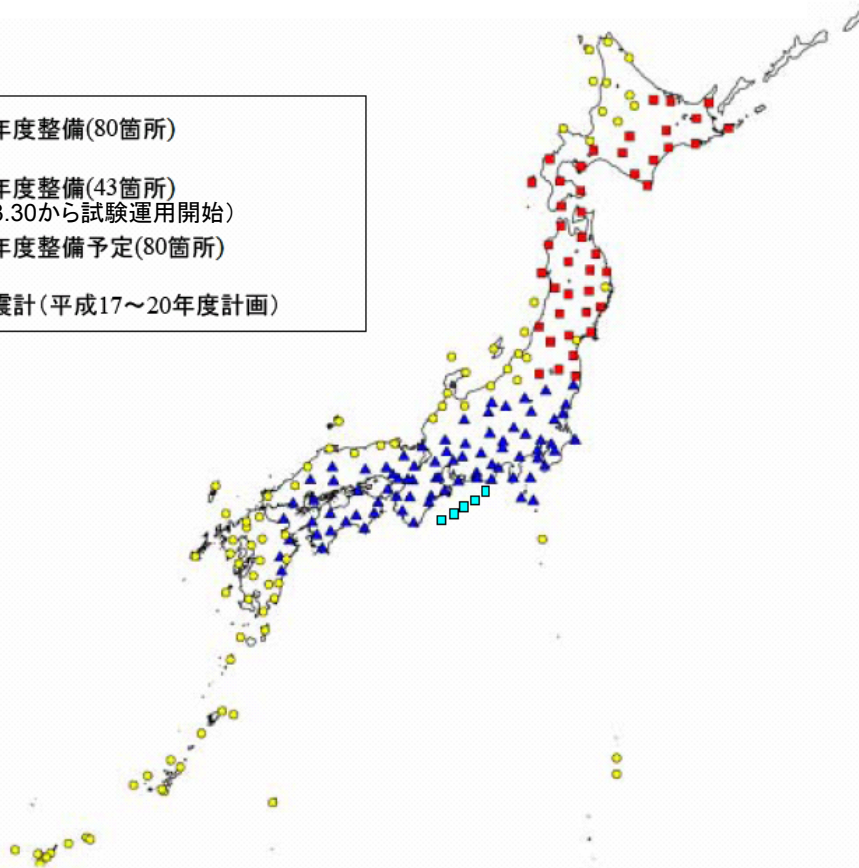 年度整備(80箇所)
年度整備(43箇所)
3.30から試験運用開始）
年度整備予定(80箇所)
震計（平成17～20年度計画）